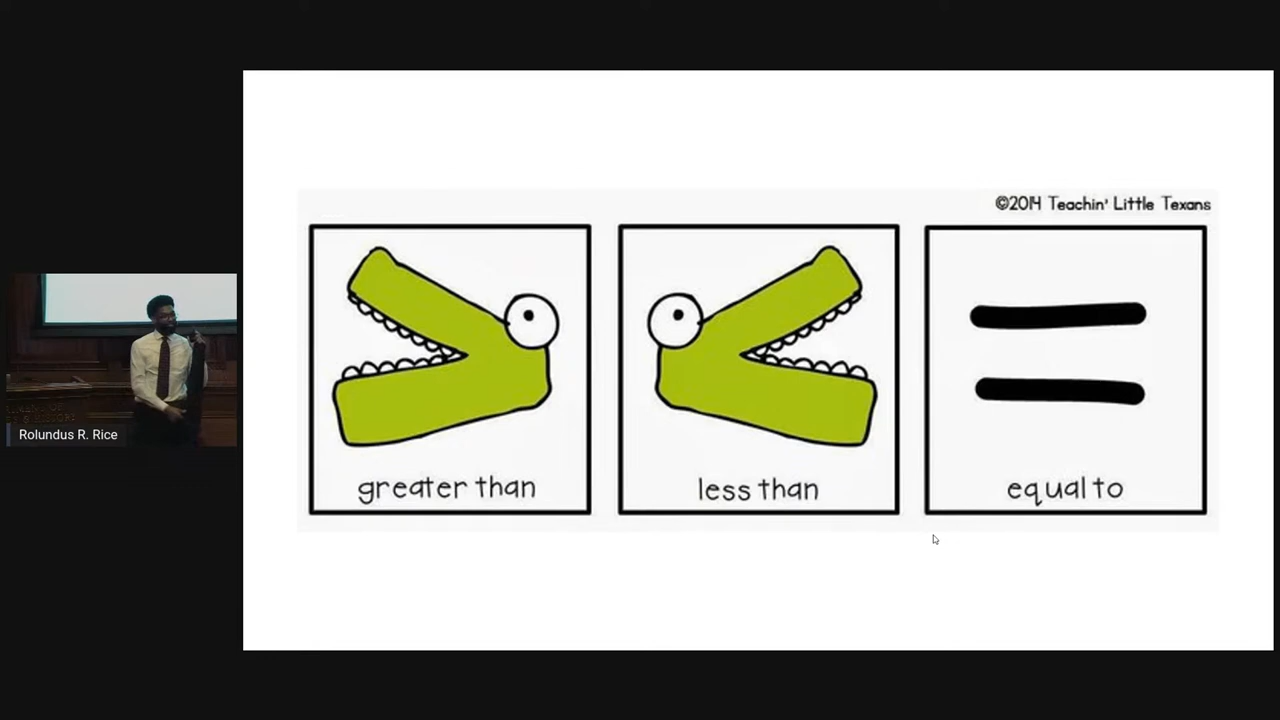 ©2014 Teachin' Little Texans
greater than
less than
equal to
Rolundus R. Rice